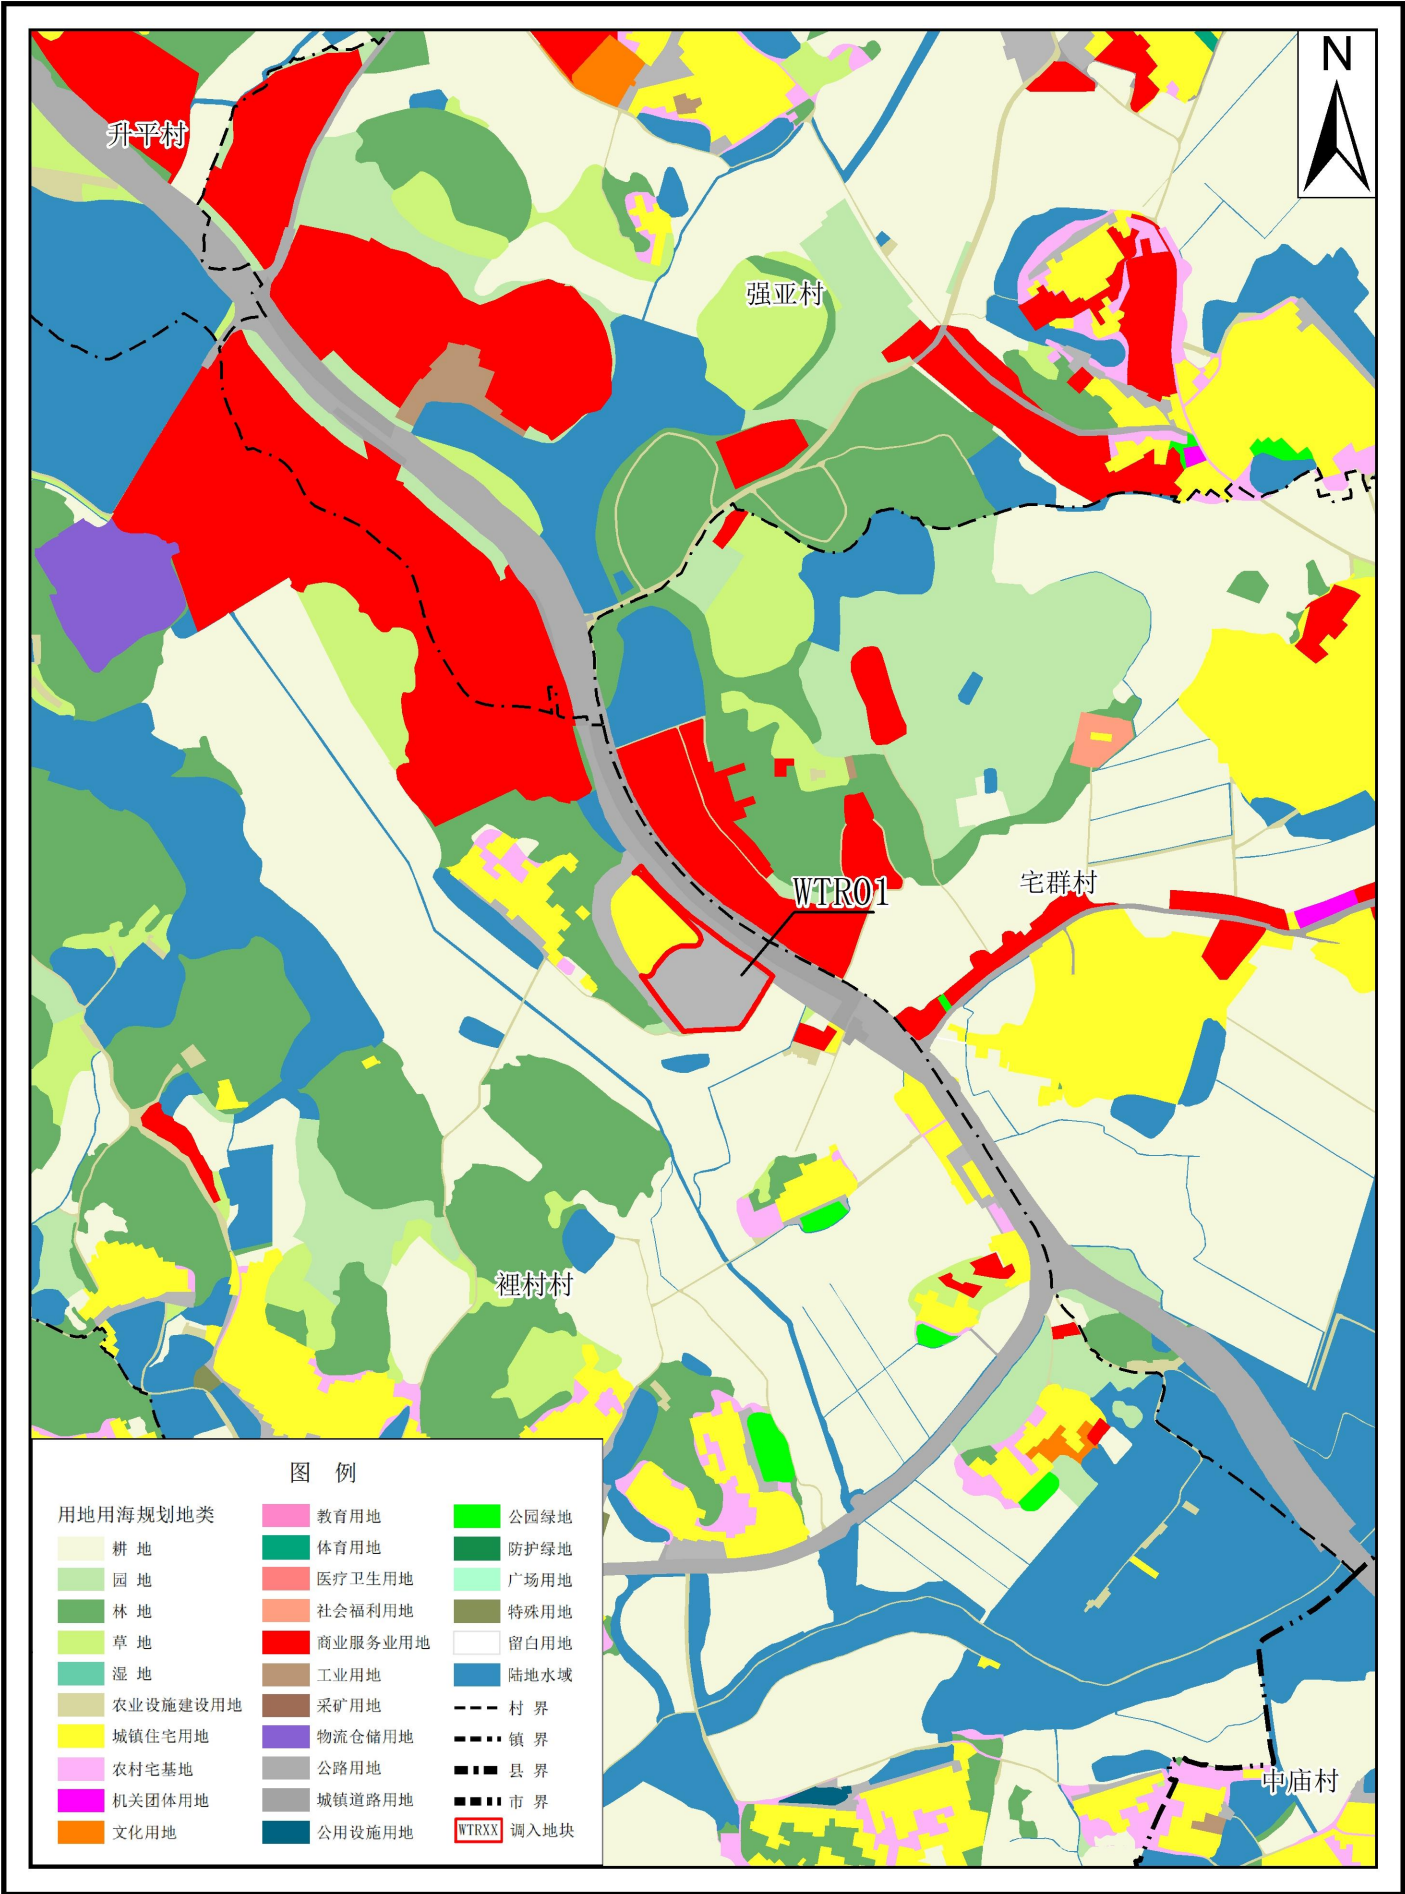 N
升平村
强亚村
WTR01
宅群村
裡村村
中庙村
图 例
用地用海规划地类
耕 地
园 地
林 地
草 地
湿 地
农业设施建设用地
城镇住宅用地
农村宅基地
机关团体用地
文化用地
教育用地
体育用地
医疗卫生用地
社会福利用地
商业服务业用地
工业用地
采矿用地
物流仓储用地
公路用地
城镇道路用地
公用设施用地
公园绿地
防护绿地
广场用地
特殊用地
留白用地
陆地水域
村 界
镇 界
县 界
市 界
WTRXX 调入地块